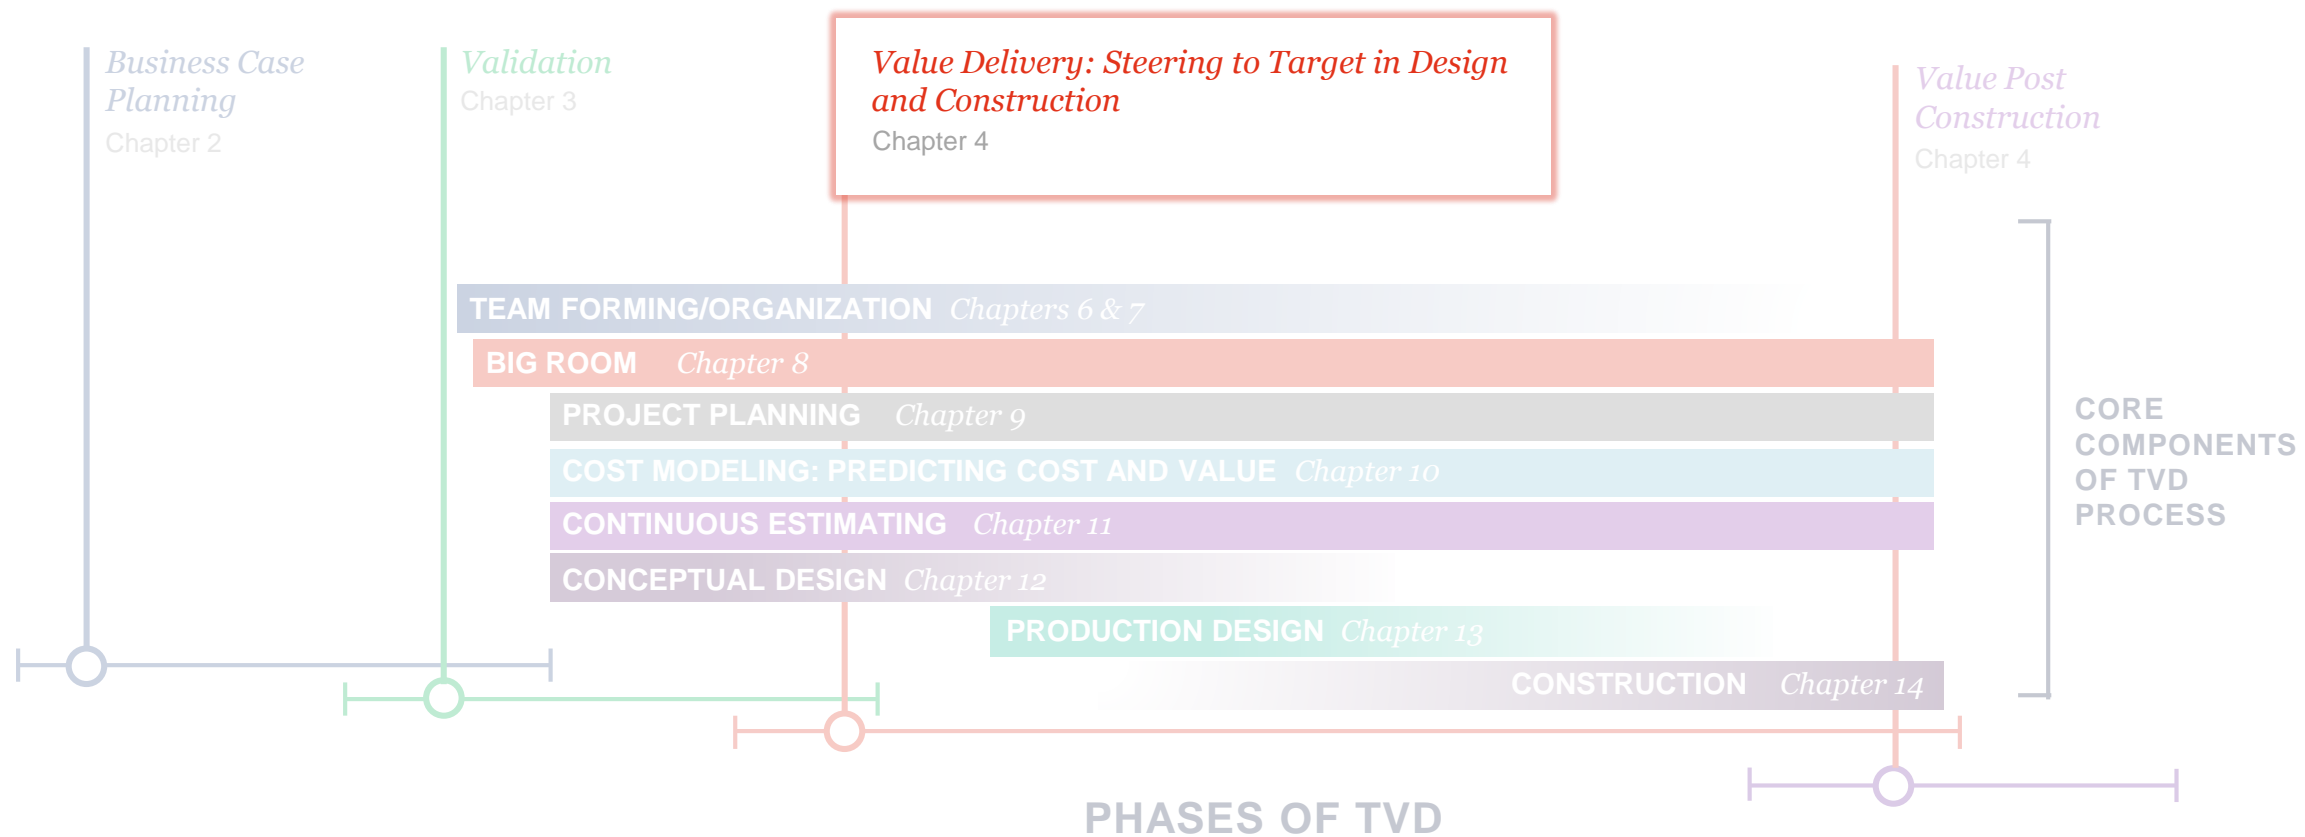 Business Case
Planning
Chapter 2
Validation
Chapter 3
Value Delivery: Steering to Target in Design
and Construction
Chapter 4
Value Post
Construction
Chapter 4
TEAM FORMING/ORGANIZATION Chapters 6 & 7
BIG ROOM Chapter 8
PROJECT PLANNING Chapter 9
COST MODELING: PREDICTING COST AND VALUE Chapter 10
CONTINUOUS ESTIMATING Chapter 11
CONCEPTUAL DESIGN Chapter 12
PRODUCTION DESIGN Chapter 13
CONSTRUCTION Chapter 14
CORE
COMPONENTS
OF TVD
PROCESS
PHASES OF TVD